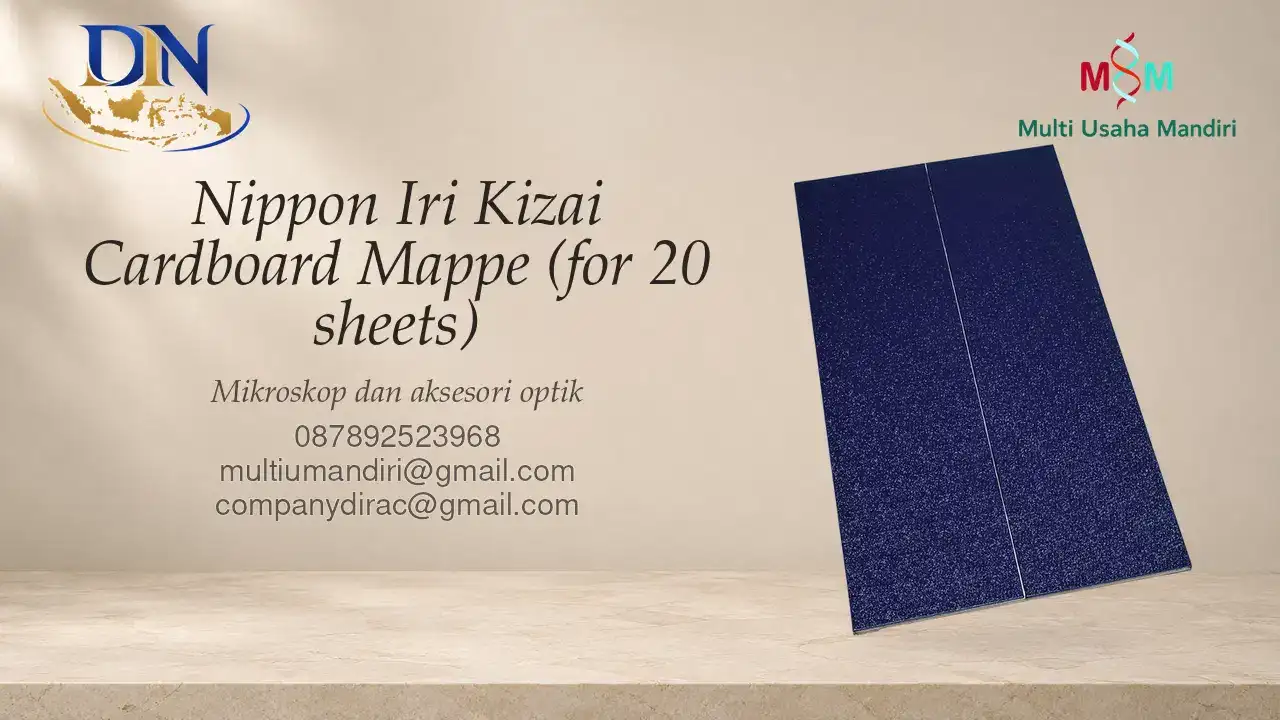 DIN
MSM
Multi Usaha Mandiri
Nippon Iri Kizai
Cardboard Mappe (for 20
sheets)
Mikroskop dan aksesori optik
087892523968
multiumandiri@gmail.com
companydirac@gmail.com